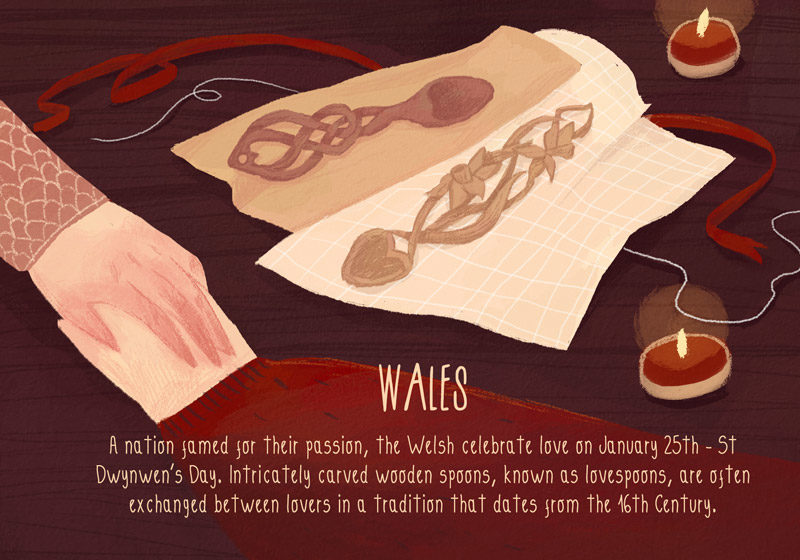 WALES
A nation famed for their passion, the Welsh celebrate love on January 25th - St
Dwynwen's Day. Intricately carved wooden spoons, known as lovespoons, are often
exchanged between lovers in a tradition that dates from the 16th Century.